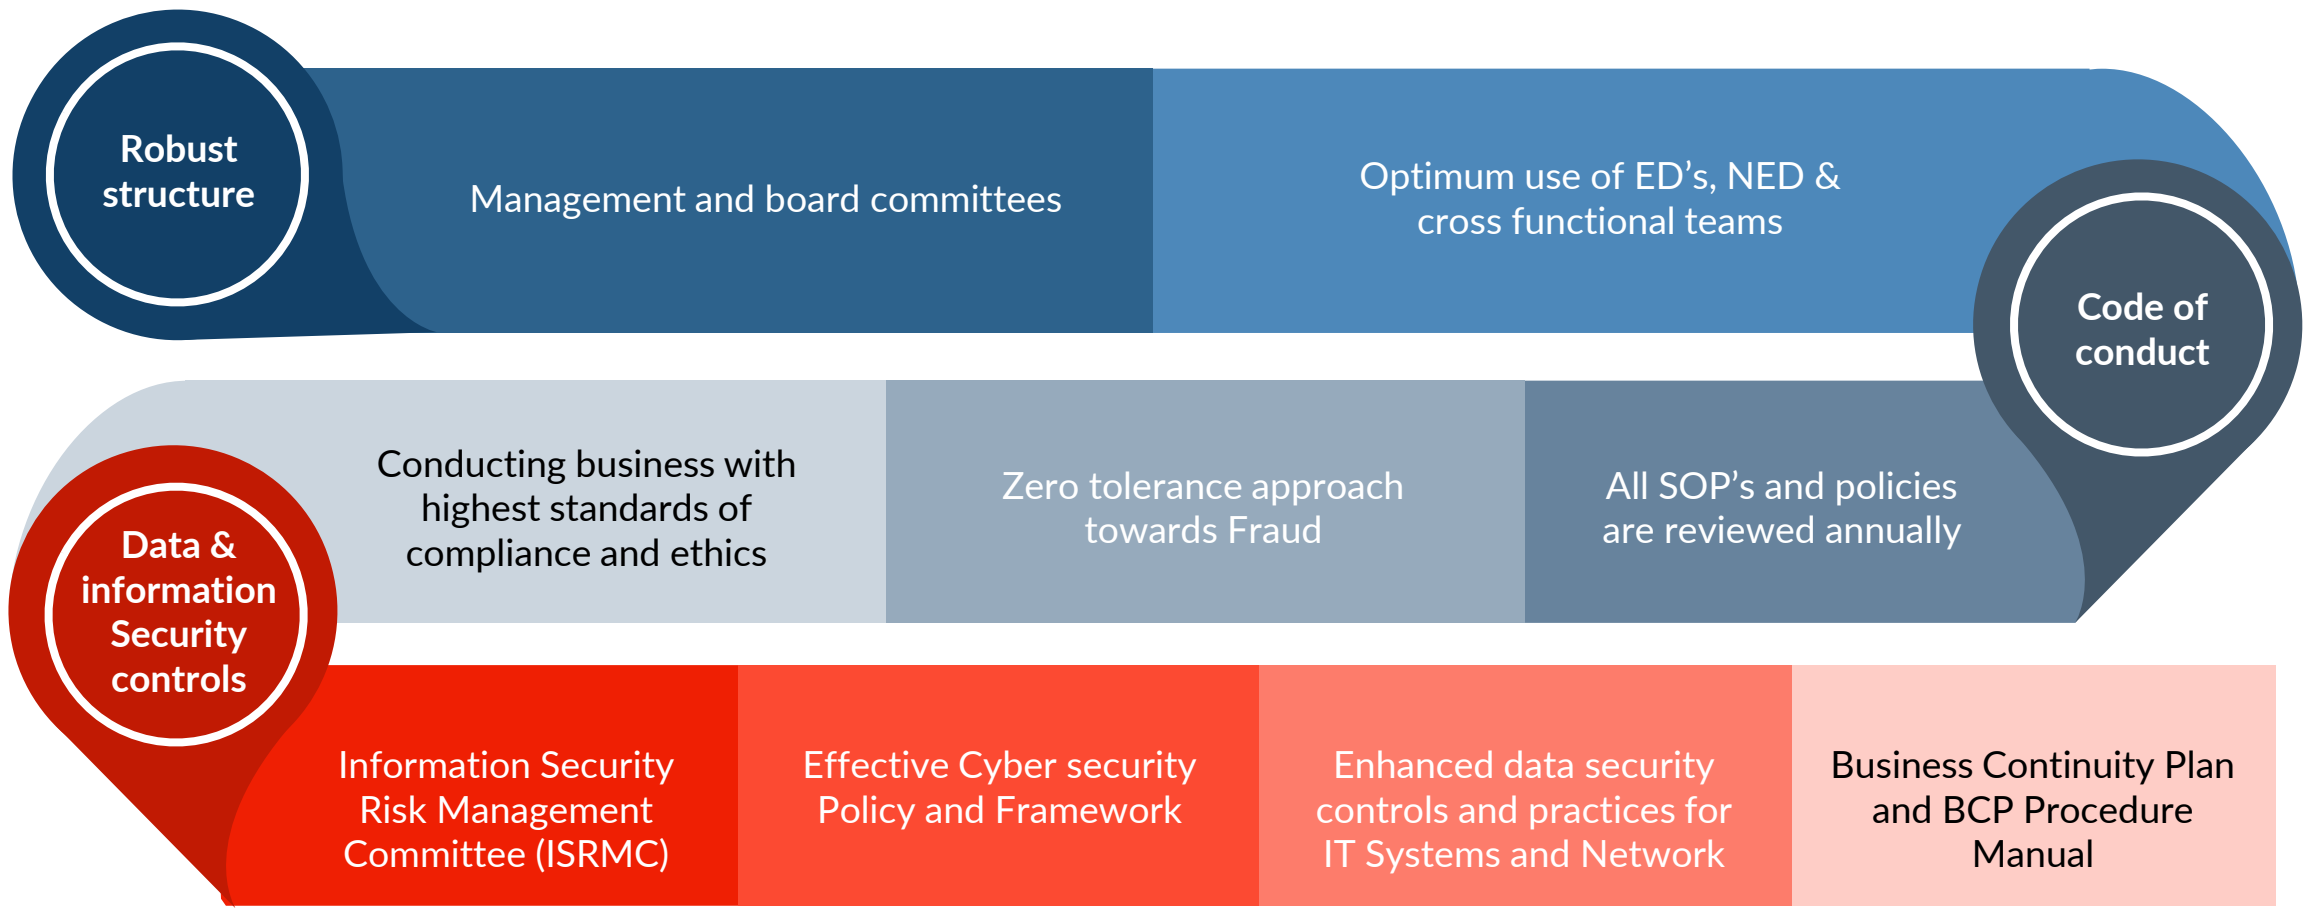 Robust
structure
Management and board committees
Optimum use of ED’s, NED &
cross functional teams
Code of
conduct
Conducting business with
highest standards of
compliance and ethics
Zero tolerance approach
towards Fraud
All SOP’s and policies
are reviewed annually
Data &
information
Security
controls
Information Security
Risk Management
Committee (ISRMC)
Effective Cyber security
Policy and Framework
Enhanced data security
controls and practices for
IT Systems and Network
Business Continuity Plan
and BCP Procedure
Manual